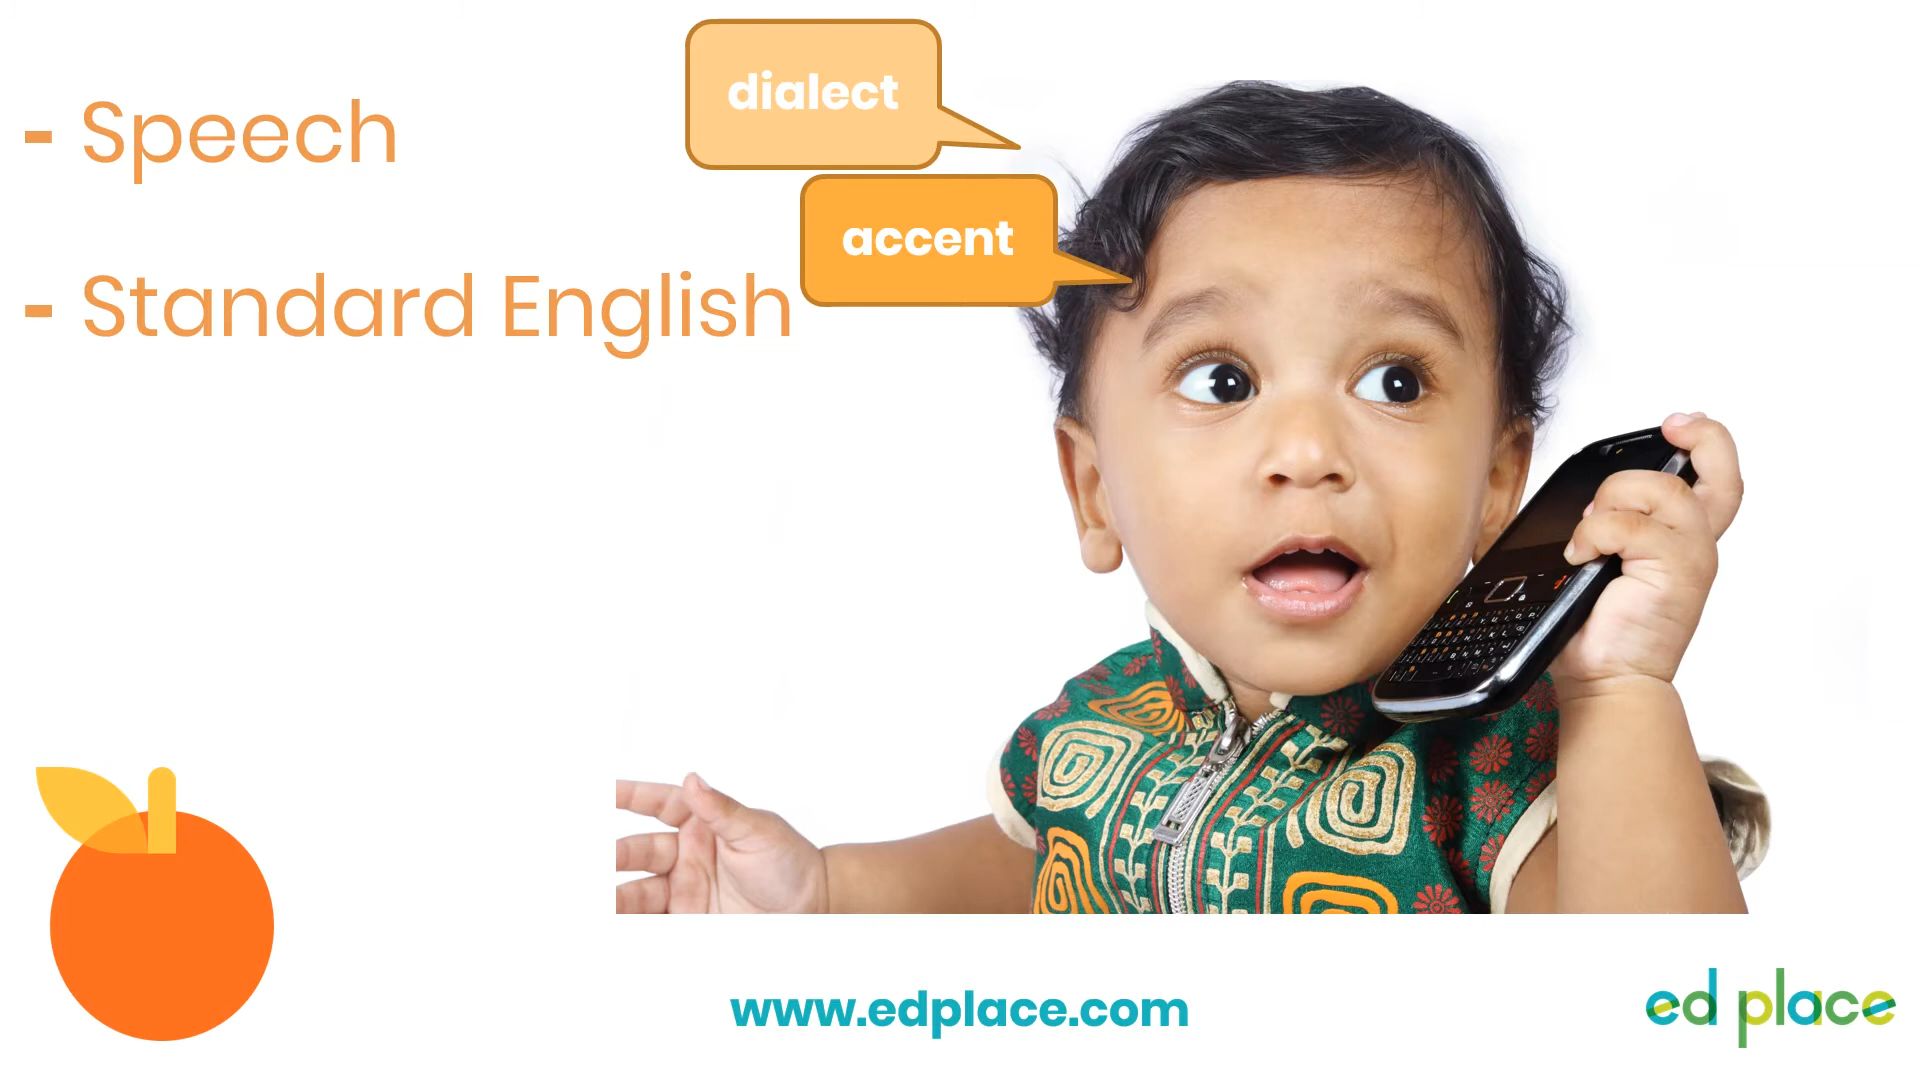 - Speech
- Standard English
dialect
accent
www.edplace.com
ed place